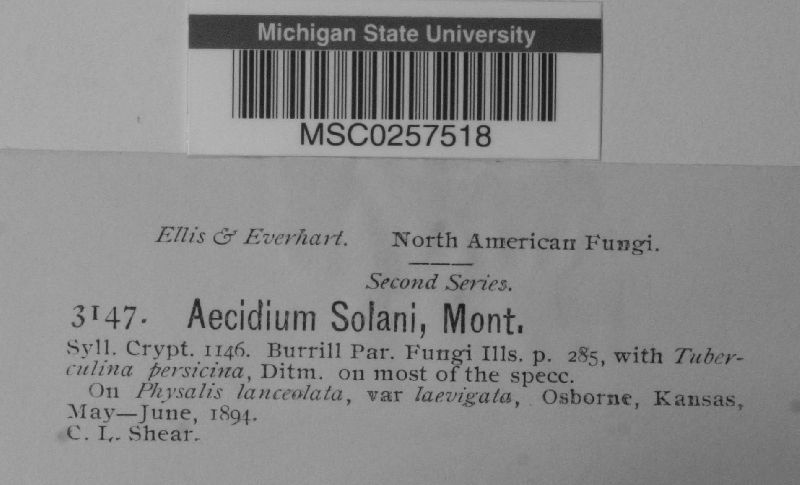 Michigan State University
MSC0257518
Ellis & Everhart. North American Fungi.
Second Series.
3147. Aecidium Solani, Mont.
Syll. Crypt. 1146. Burrill Par. Fungi Ills. p. 285, with Tuber-
culina persicina, Ditm. on most of the specc.
On Physalis lanceolata, var laevigata, Osborne, Kansas,
May—June, 1894.
C. L. Shear.